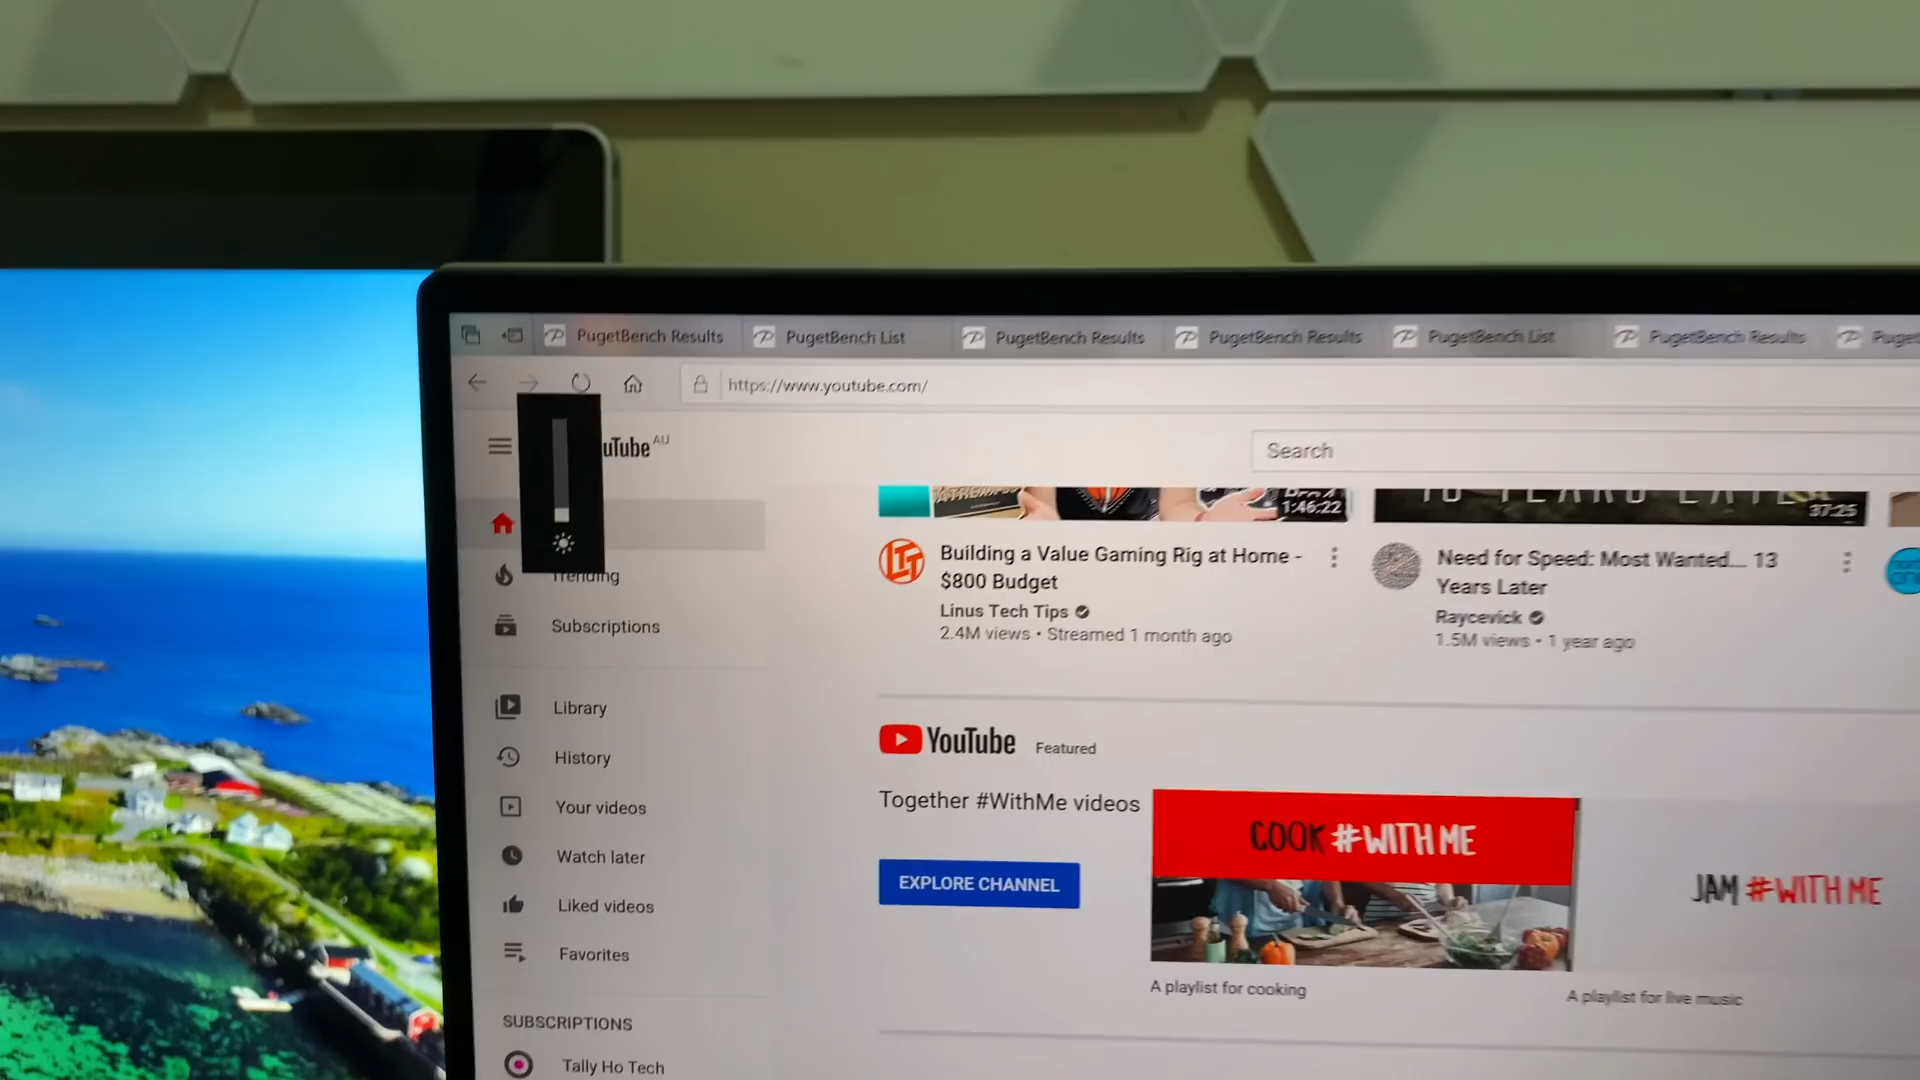 PugetBench Results
PugetBench List
PugetBench Results
PugetBench Results
PugetBench List
PugetBench Results
https://www.youtube.com/
uTube AU
Search
Trending
Subscriptions
Library
History
Your videos
Watch later
Liked videos
Favorites
SUBSCRIPTIONS
Tally Ho Tech
1:46:22
37:25
LTT
Building a Value Gaming Rig at Home -
$800 Budget
Linus Tech Tips
2.4M views • Streamed 1 month ago
Need for Speed: Most Wanted... 13
Years Later
Raycevick
1.5M views • 1 year ago
YouTube Featured
Together #WithMe videos
EXPLORE CHANNEL
COOK #WITH ME
A playlist for cooking
JAM #WITH ME
A playlist for live music